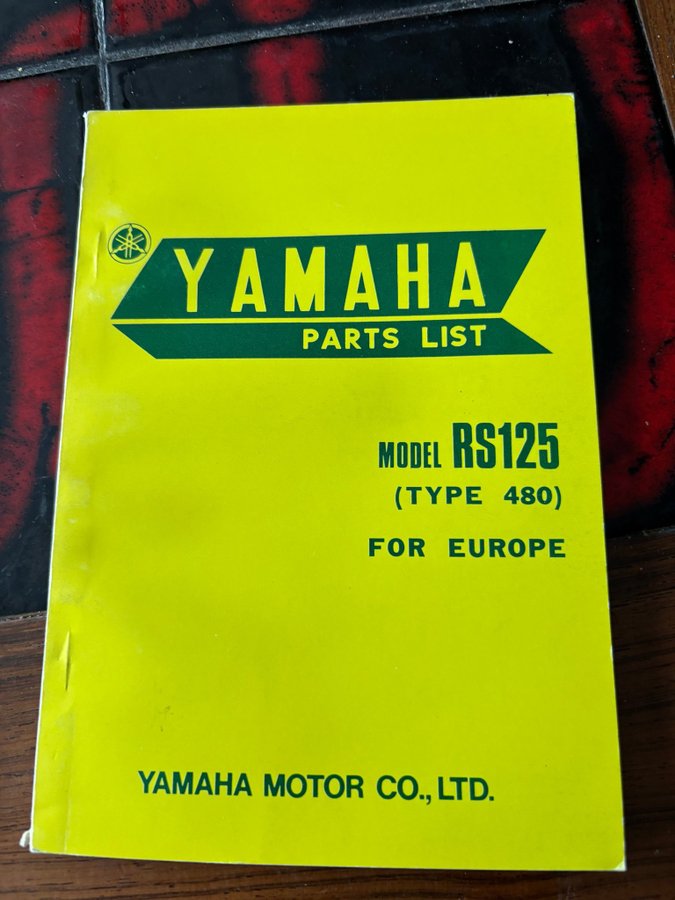 YAMAHA
PARTS LIST
MODEL RS125
(TYPE 480)
FOR EUROPE
YAMAHA MOTOR CO., LTD.